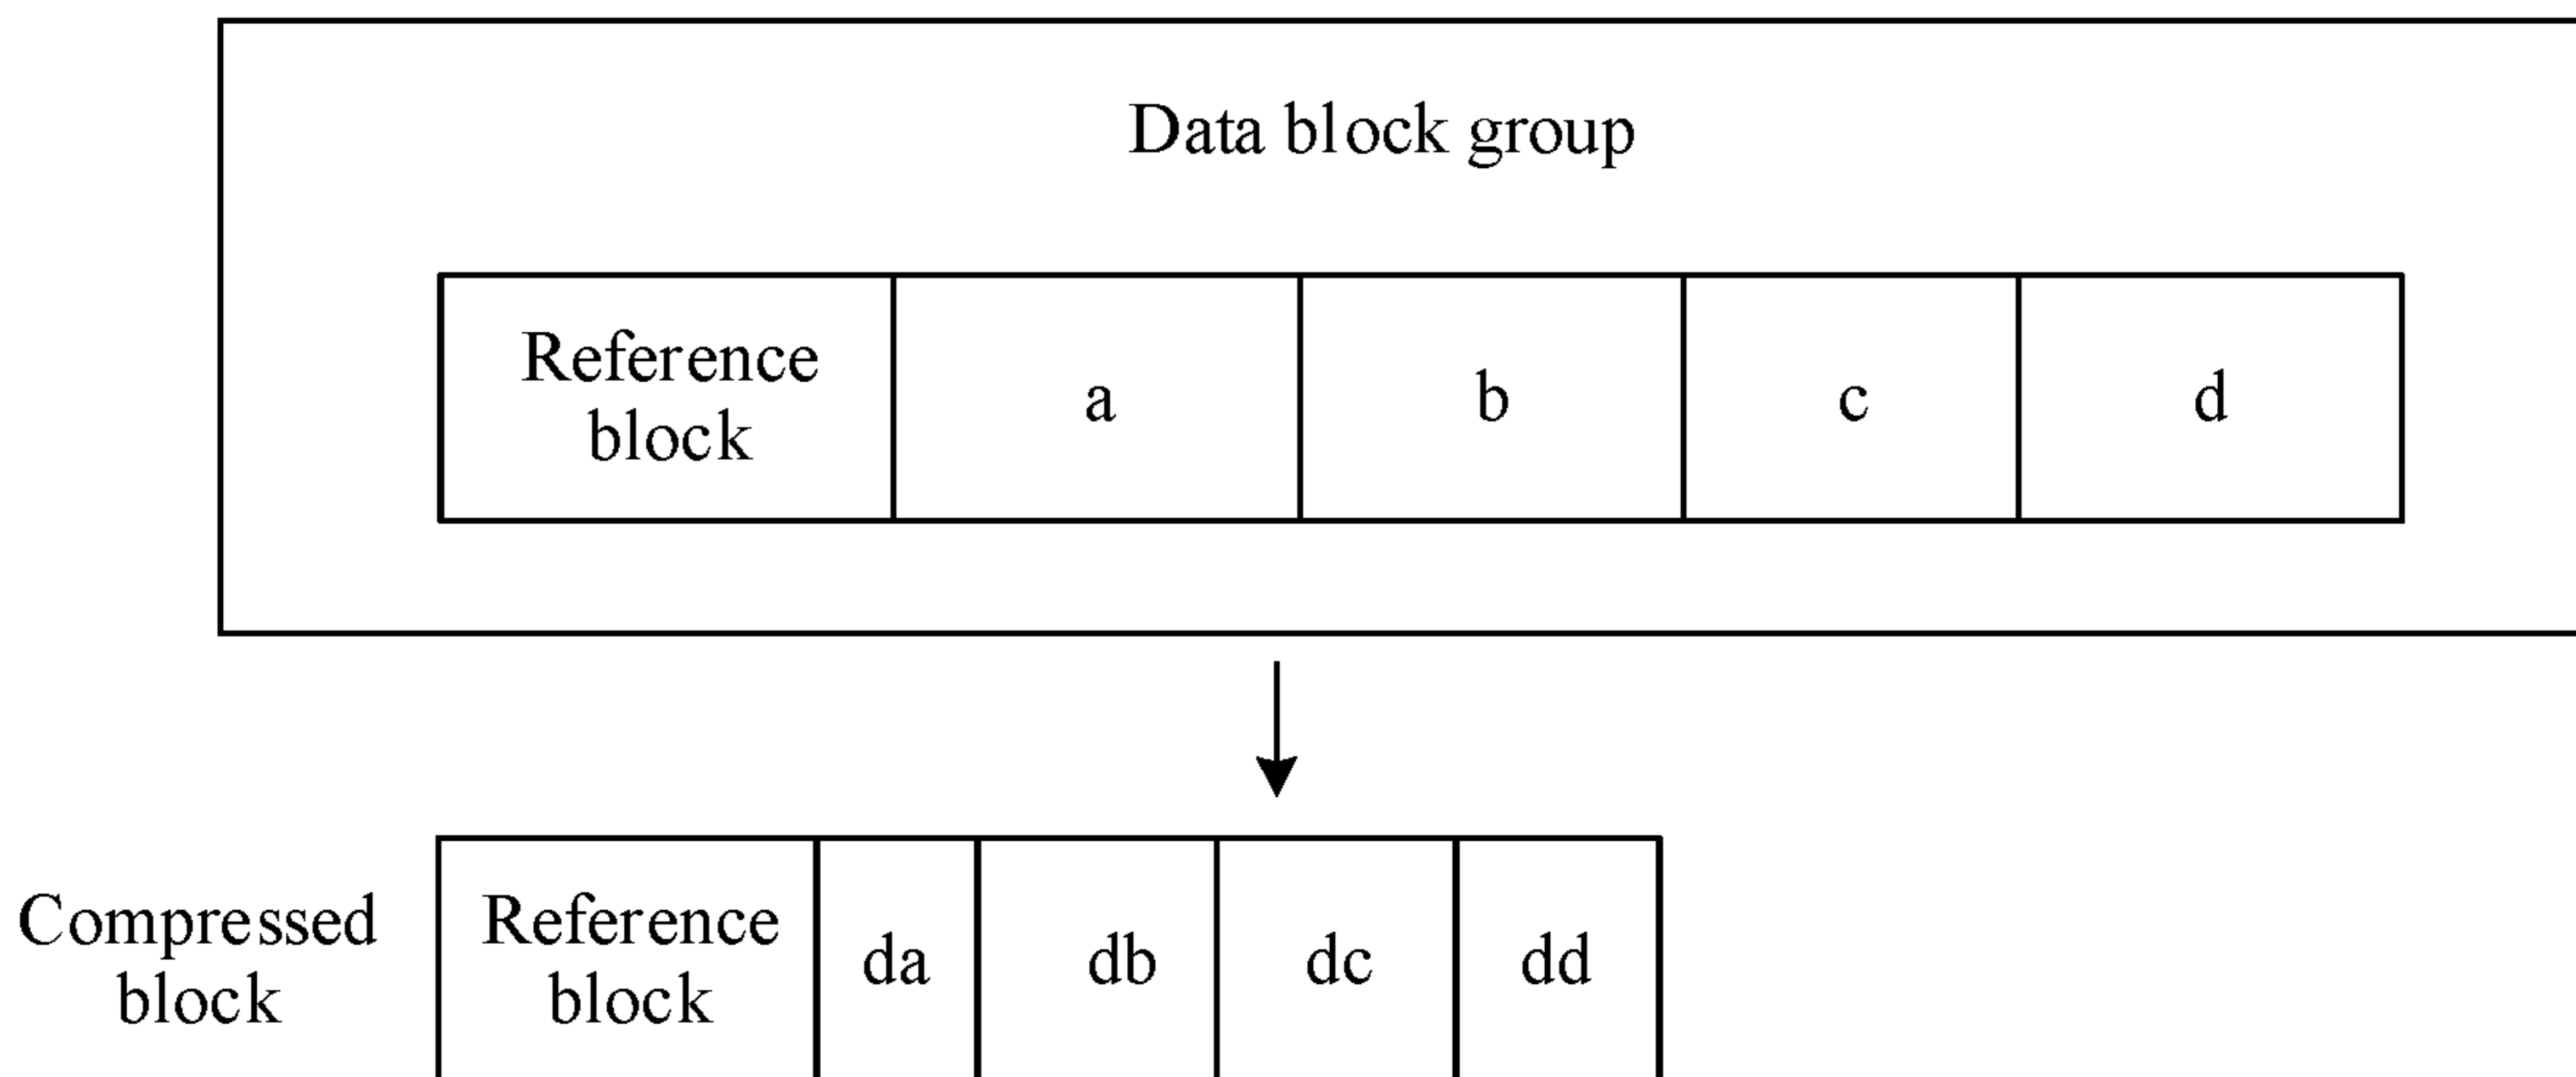 Data block group
Reference
block
a
b
c
d
Compressed
block
Reference
block
da
db
dc
dd